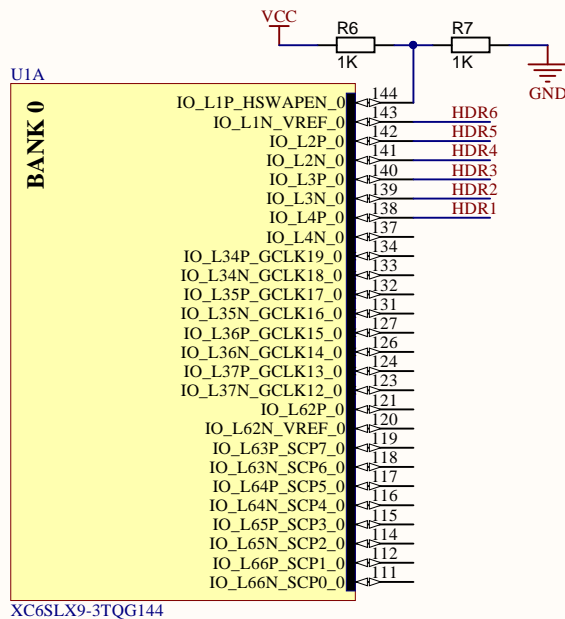 VCC
R6
R7
1K
1K
GND
U1A
BANK 0
IO_L1P_HSWAPEN_0 144
IO_L1N_VREF_0 143 HDR6
IO_L2P_0 142 HDR5
IO_L2N_0 141 HDR4
IO_L3P_0 140 HDR3
IO_L3N_0 139 HDR2
IO_L4P_0 138 HDR1
IO_L4N_0 137
IO_L34P_GCLK19_0 134
IO_L34N_GCLK18_0 133
IO_L35P_GCLK17_0 132
IO_L35N_GCLK16_0 131
IO_L36P_GCLK15_0 127
IO_L36N_GCLK14_0 126
IO_L37P_GCLK13_0 124
IO_L37N_GCLK12_0 123
IO_L62P_0 121
IO_L62N_VREF_0 120
IO_L63P_SCP7_0 119
IO_L63N_SCP6_0 118
IO_L64P_SCP5_0 117
IO_L64N_SCP4_0 116
IO_L65P_SCP3_0 115
IO_L65N_SCP2_0 114
IO_L66P_SCP1_0 112
IO_L66N_SCP0_0 111
XC6SLX9-3TQG144